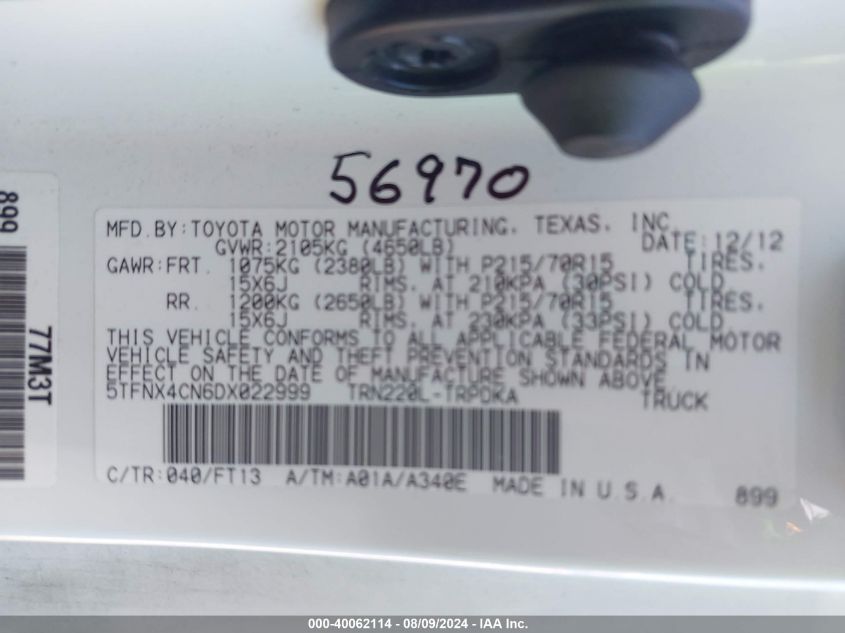 56970
MFD.BY:TOYOTA MOTOR MANUFACTURING, TEXAS, INC.
GVWR:2105KG (4650LB) DATE:12/12
GAWR:FRT. 1075KG (2380LB) WITH P215/70R15 TIRES.
15X6J RIMS. AT 210KPA (30PSI) COLD
RR. 1200KG (2650LB) WITH P215/70R15 TIRES.
15X6J RIMS. AT 230KPA (33PSI) COLD
THIS VEHICLE CONFORMS TO ALL APPLICABLE FEDERAL MOTOR
VEHICLE SAFETY AND THEFT PREVENTION STANDARDS IN
EFFECT ON THE DATE OF MANUFACTURE SHOWN ABOVE.
5TFNX4CN6DX022999 TRN220L-TRPDKA TRUCK
C/TR:040/FT13 A/TM:A01A/A340E MADE IN U.S.A. 899
899
77M3T
000-40062114 - 08/09/2024 - IAA Inc.